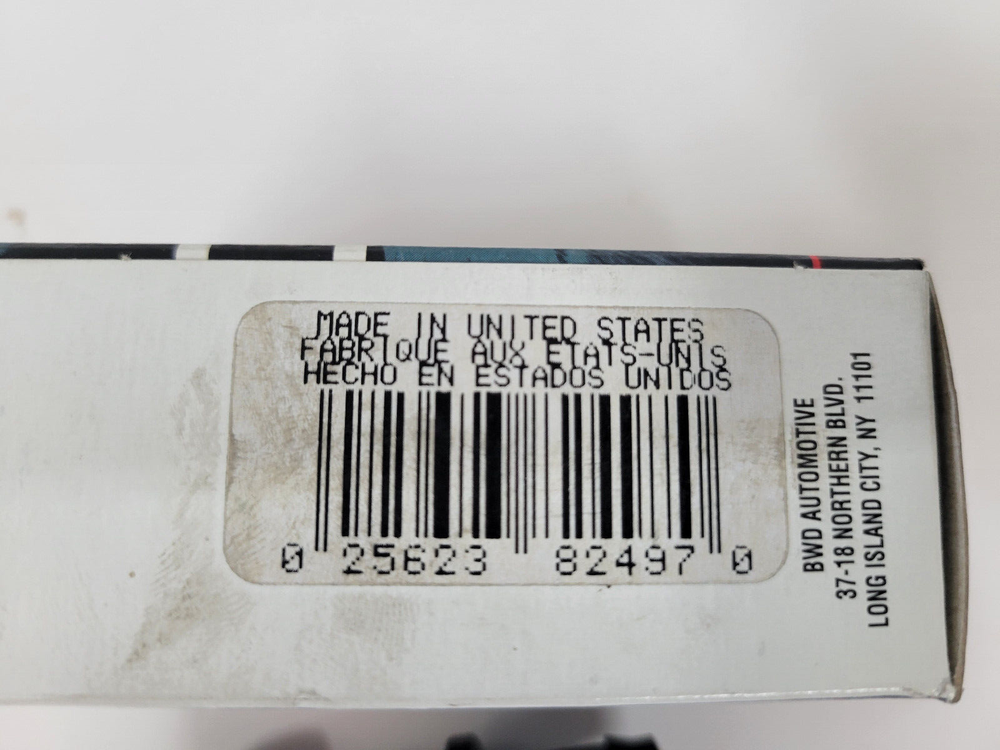 MADE IN UNITED STATES
FABRIQUE AUX ETATS-UNIS
HECHO EN ESTADOS UNIDOS
0 25623 82497 0
BWD AUTOMOTIVE
37-18 NORTHERN BLVD.
LONG ISLAND CITY, NY 11101